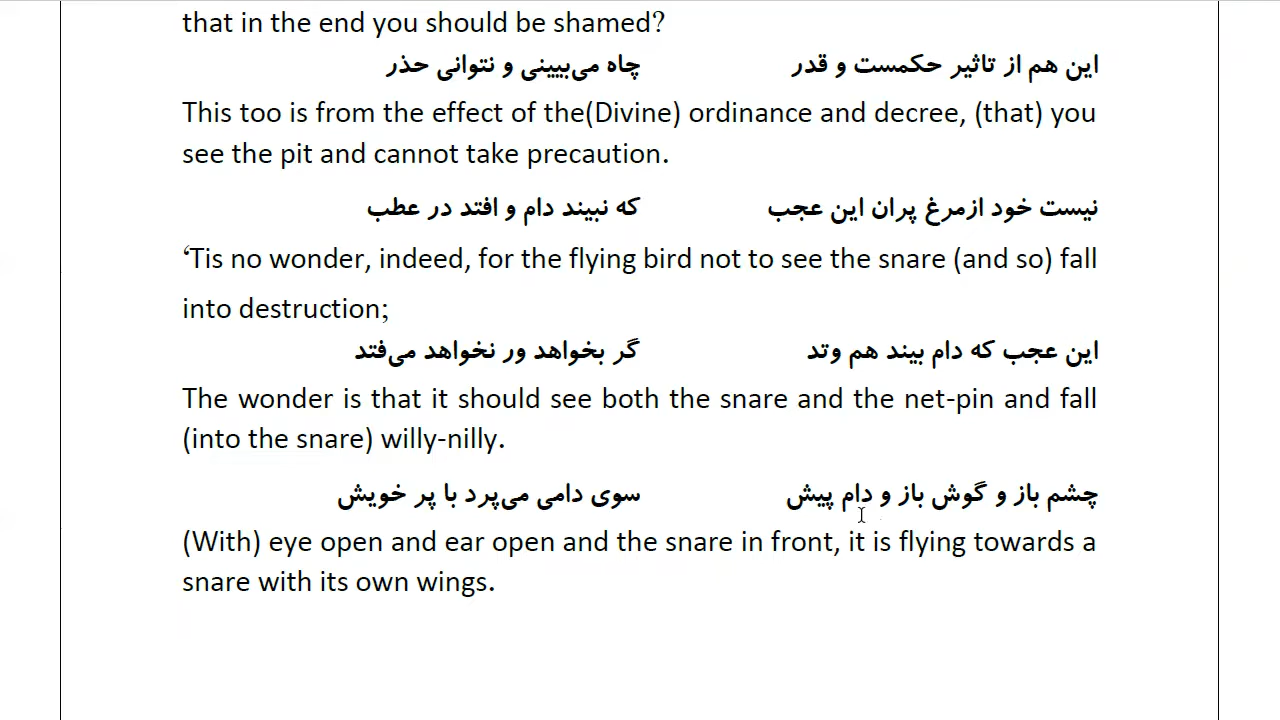 that in the end you should be shamed?
این هم از تاثیر حکمست و قدر چاه می‌بیینی و نتوانی حذر
This too is from the effect of the(Divine) ordinance and decree, (that) you
see the pit and cannot take precaution.
نیست خود ازمرغ پران این عجب که نبیند دام و افتد در عطب
‘Tis no wonder, indeed, for the flying bird not to see the snare (and so) fall
into destruction;
این عجب که دام بیند هم وتد گر بخواهد ور نخواهد می‌فتد
The wonder is that it should see both the snare and the net-pin and fall
(into the snare) willy-nilly.
چشم باز و گوش باز و دام پیش سوی دامی می‌پرد با پر خویش
(With) eye open and ear open and the snare in front, it is flying towards a
snare with its own wings.